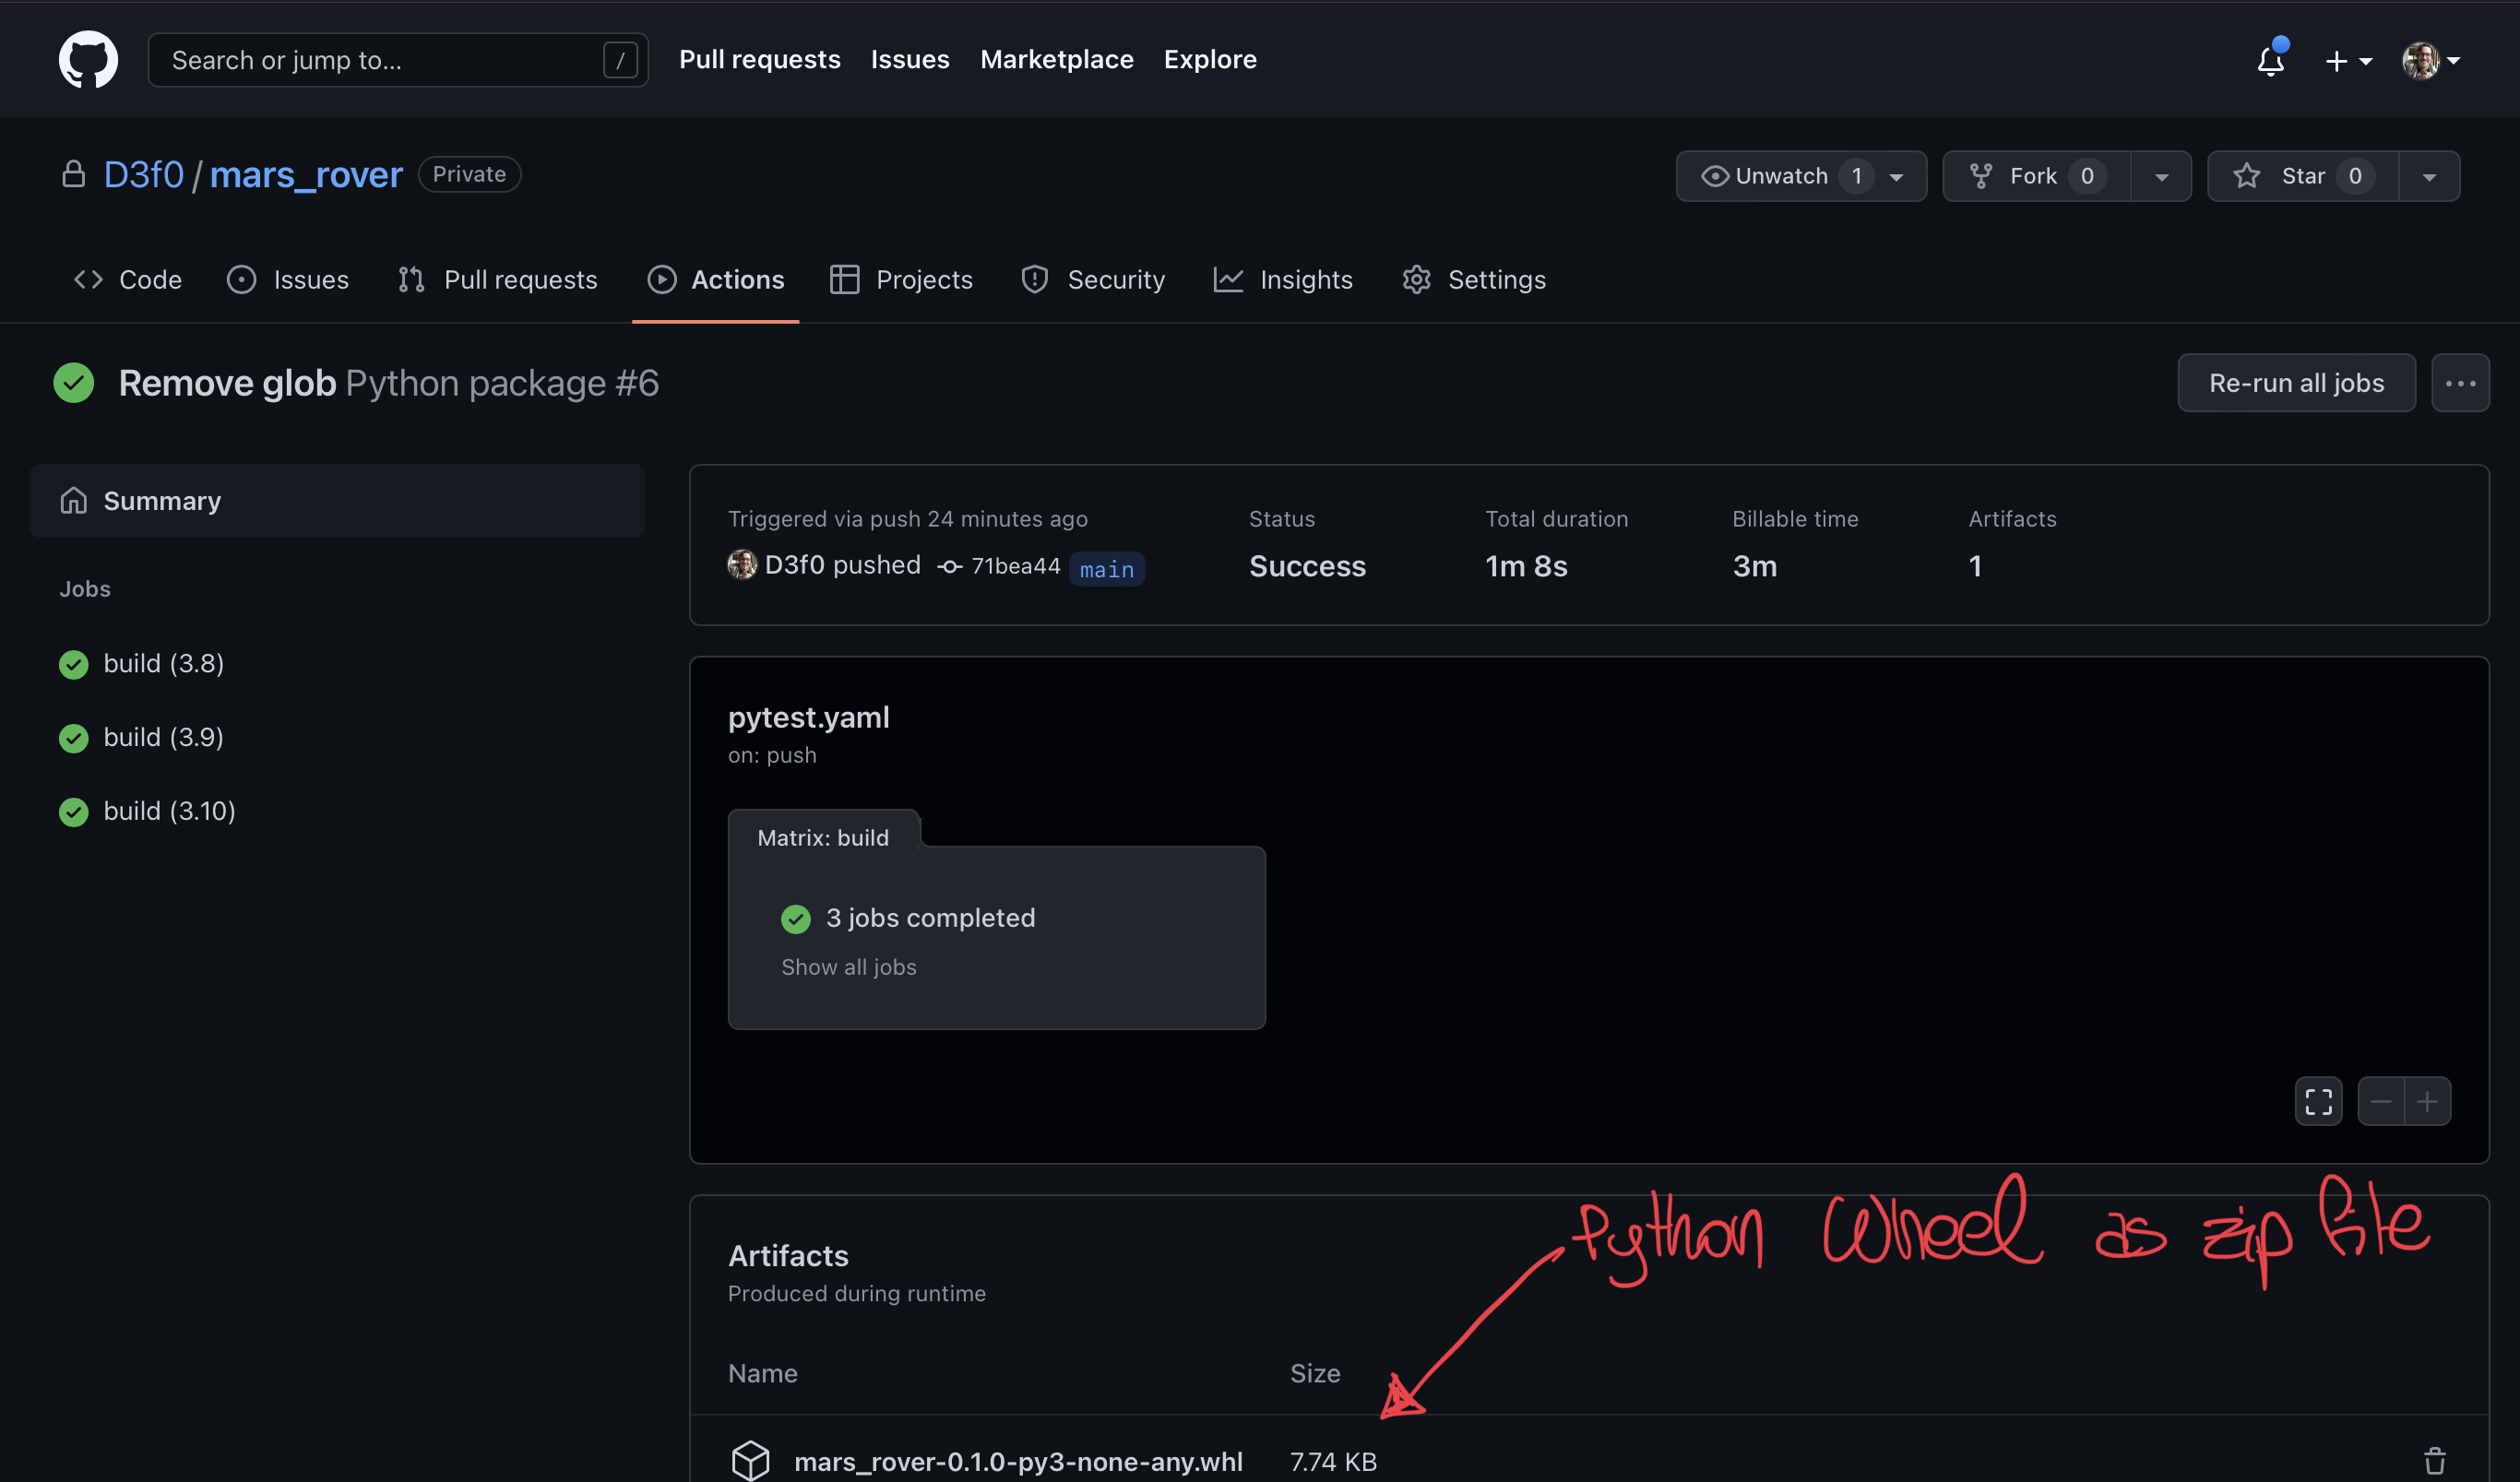 Search or jump to... /
Pull requests Issues Marketplace Explore
D3f0 / mars_rover Private
Unwatch 1 Fork 0 Star 0
Code Issues Pull requests Actions Projects Security Insights Settings
Remove glob Python package #6
Re-run all jobs
Summary
Jobs
build (3.8)
build (3.9)
build (3.10)
Triggered via push 24 minutes ago
D3f0 pushed 71bea44 main
Status
Success
Total duration
1m 8s
Billable time
3m
Artifacts
1
pytest.yaml
on: push
Matrix: build
3 jobs completed
Show all jobs
Python Wheel as zip file
Artifacts
Produced during runtime
Name Size
mars_rover-0.1.0-py3-none-any.whl 7.74 KB